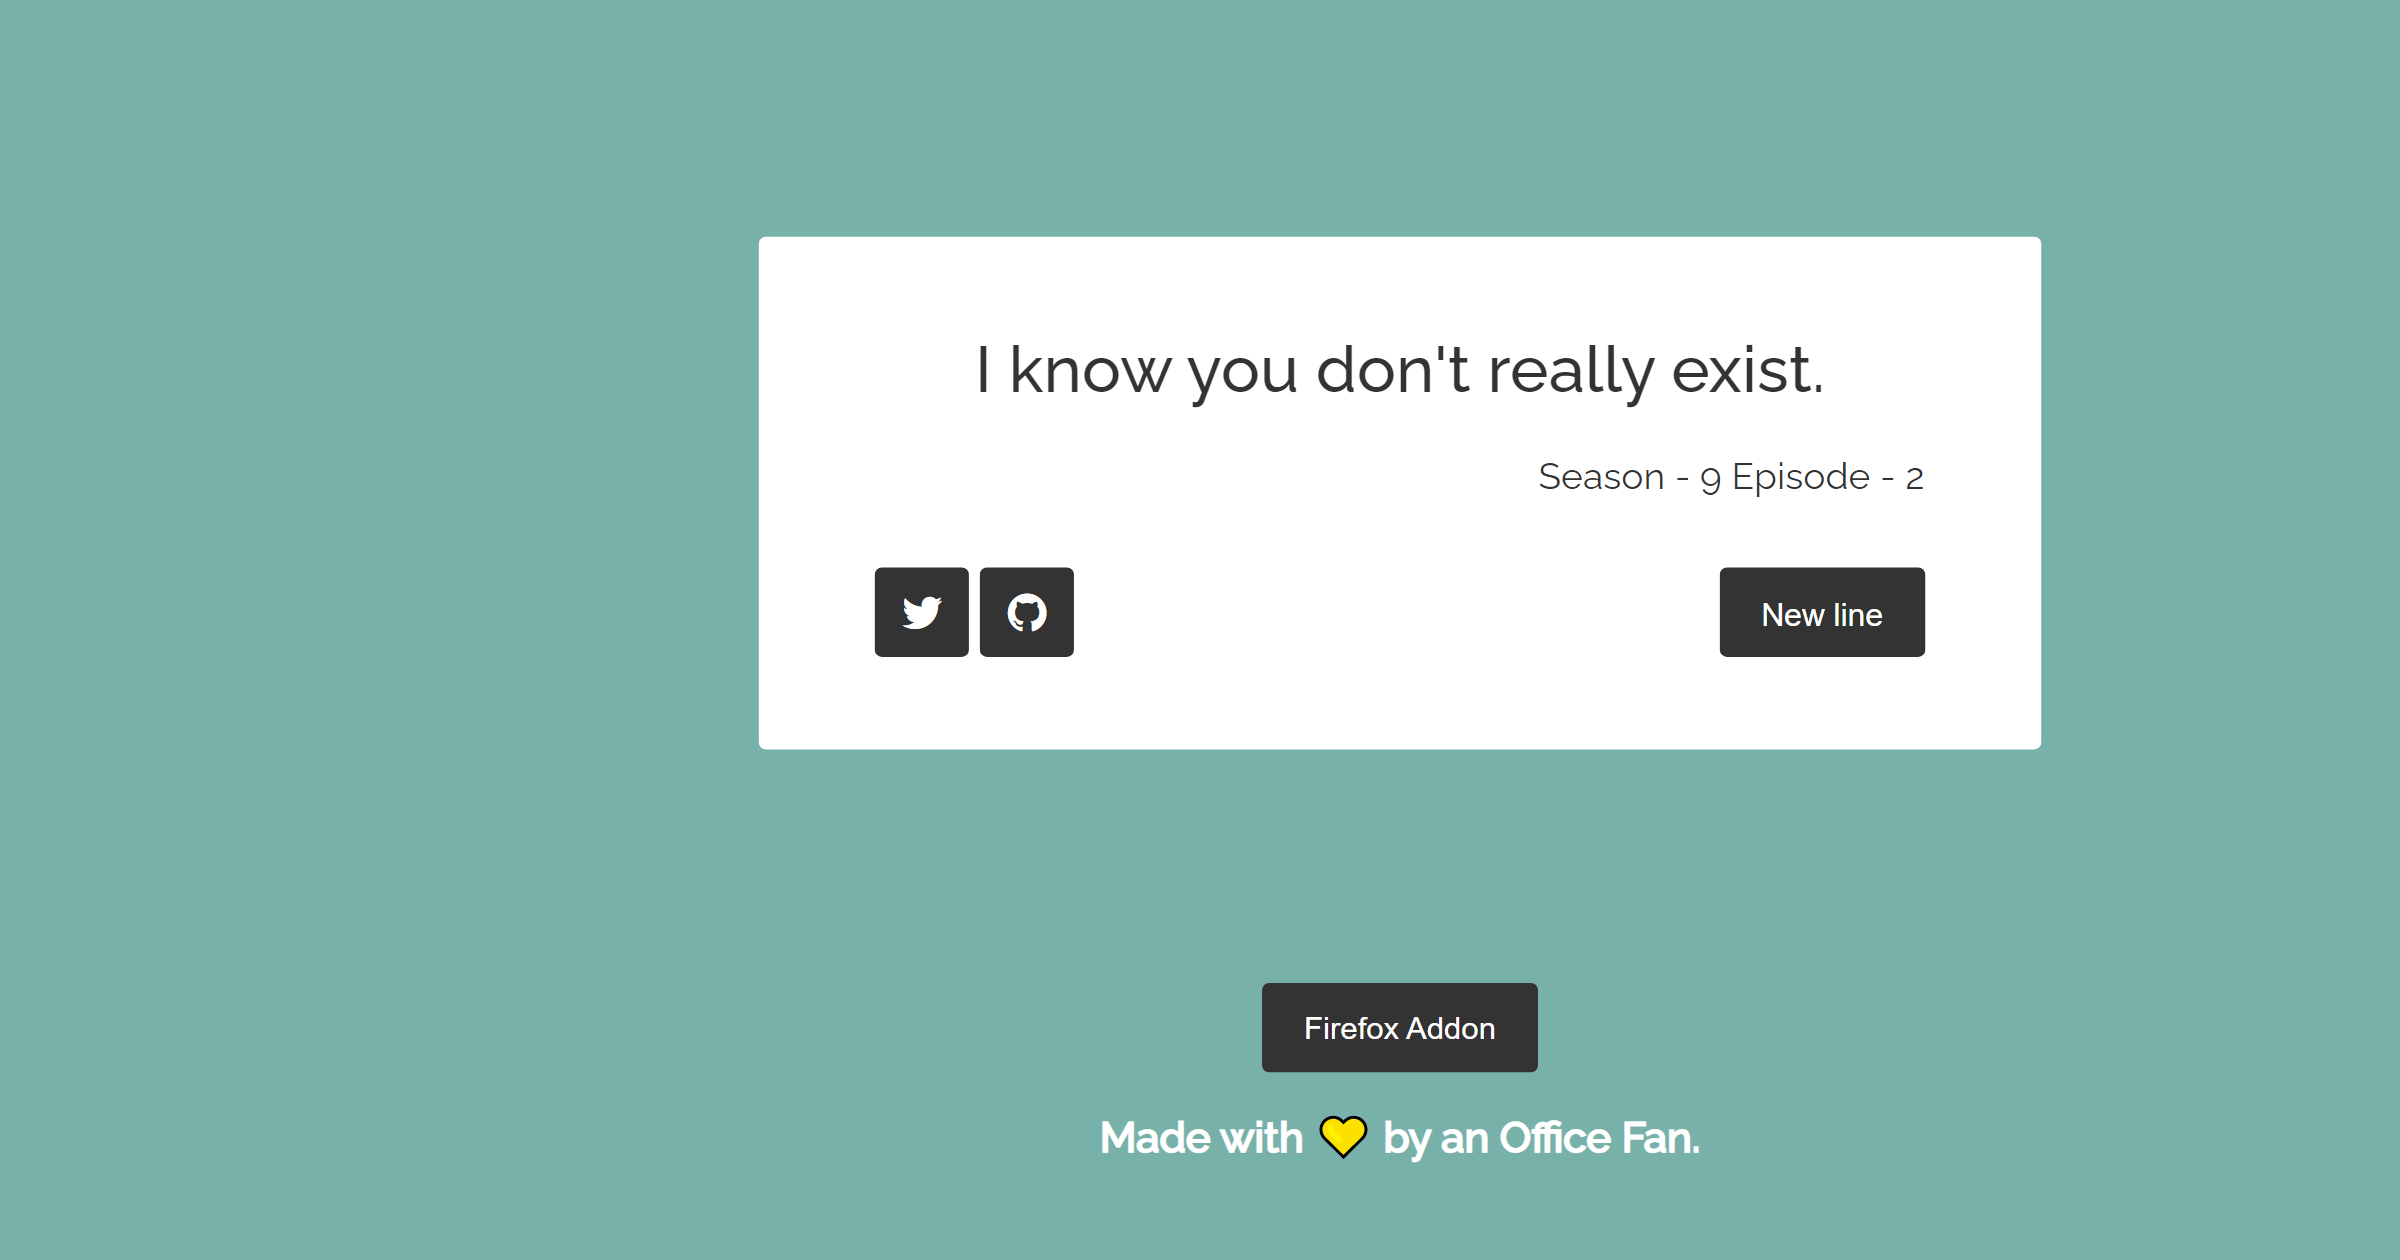 I know you don't really exist.
Season - 9 Episode - 2
New line
Firefox Addon
Made with by an Office Fan.